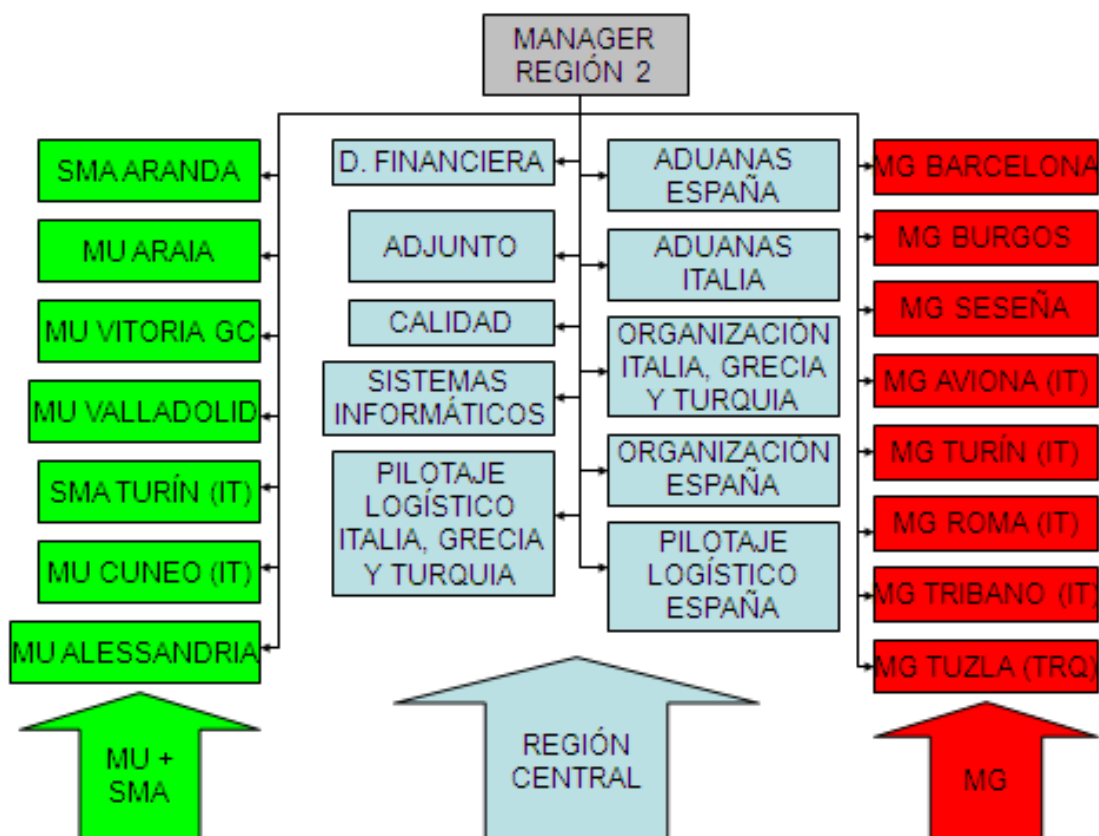 MANAGER
REGIÓN 2
SMA ARANDA
MU ARAIA
MU VITORIA GC
MU VALLADOLID
SMA TURÍN (IT)
MU CUNEO (IT)
MU ALESSANDRIA
MU +
SMA
D. FINANCIERA
ADJUNTO
CALIDAD
SISTEMAS
INFORMÁTICOS
PILOTAJE
LOGÍSTICO
ITALIA, GRECIA
Y TURQUIA
ADUANAS
ESPAÑA
ADUANAS
ITALIA
ORGANIZACIÓN
ITALIA, GRECIA
Y TURQUIA
ORGANIZACIÓN
ESPAÑA
PILOTAJE
LOGÍSTICO
ESPAÑA
REGIÓN
CENTRAL
MG BARCELONA
MG BURGOS
MG SESEÑA
MG AVIONA (IT)
MG TURÍN (IT)
MG ROMA (IT)
MG TRIBANO (IT)
MG TUZLA (TRQ)
MG